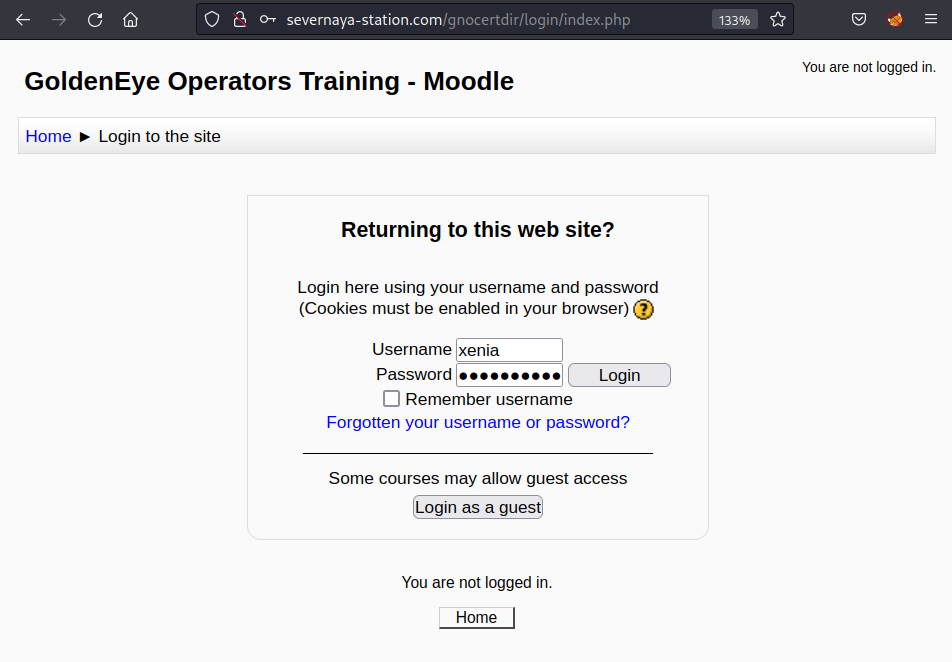 severnaya-station.com/gnocertdir/login/index.php 133%
You are not logged in.
GoldenEye Operators Training - Moodle
Home ► Login to the site
Returning to this web site?
Login here using your username and password
(Cookies must be enabled in your browser) ?
Username xenia
Password ●●●●●●●●●● Login
Remember username
Forgotten your username or password?
Some courses may allow guest access
Login as a guest
You are not logged in.
Home